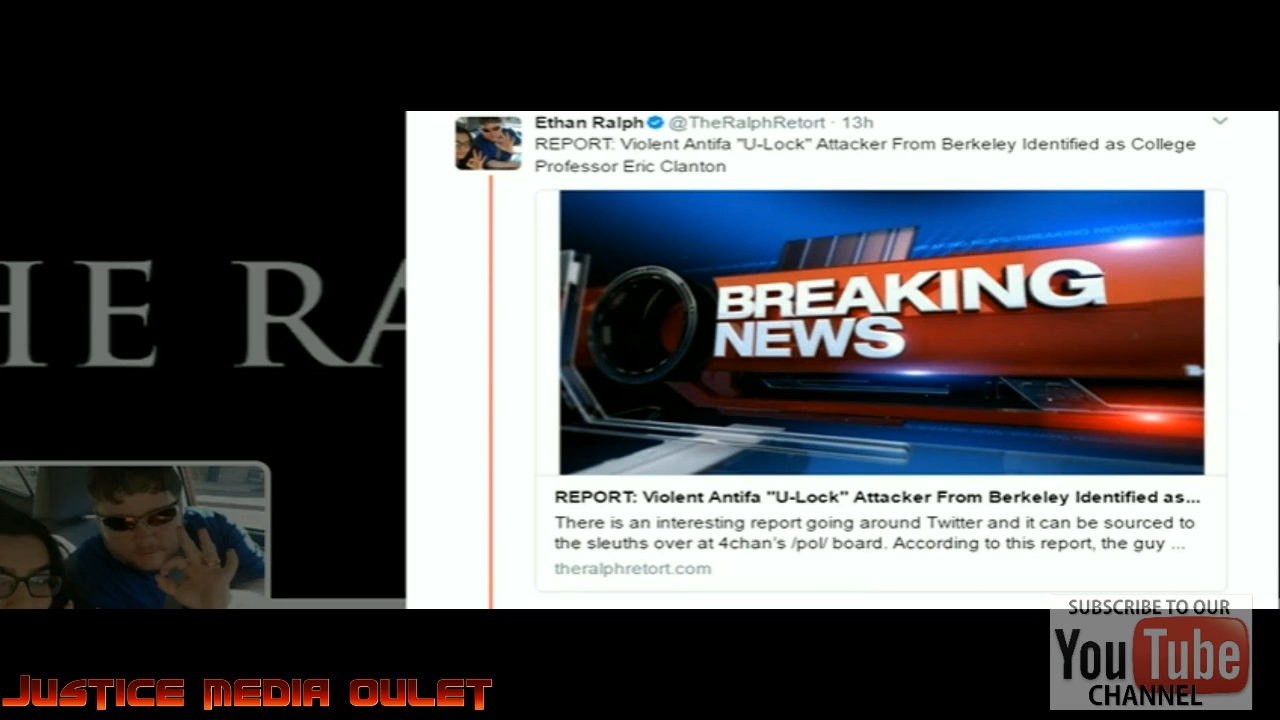 Ethan Ralph @TheRalphRetort · 13h
REPORT: Violent Antifa "U-Lock" Attacker From Berkeley Identified as College
Professor Eric Clanton
BREAKING
NEWS
HE RA
REPORT: Violent Antifa "U-Lock" Attacker From Berkeley Identified as...
There is an interesting report going around Twitter and it can be sourced to
the sleuths over at 4chan's /pol/ board. According to this report, the guy ...
theralphretort.com
SUBSCRIBE TO OUR
YouTube
CHANNEL
JUSTICE MEDIA OULET